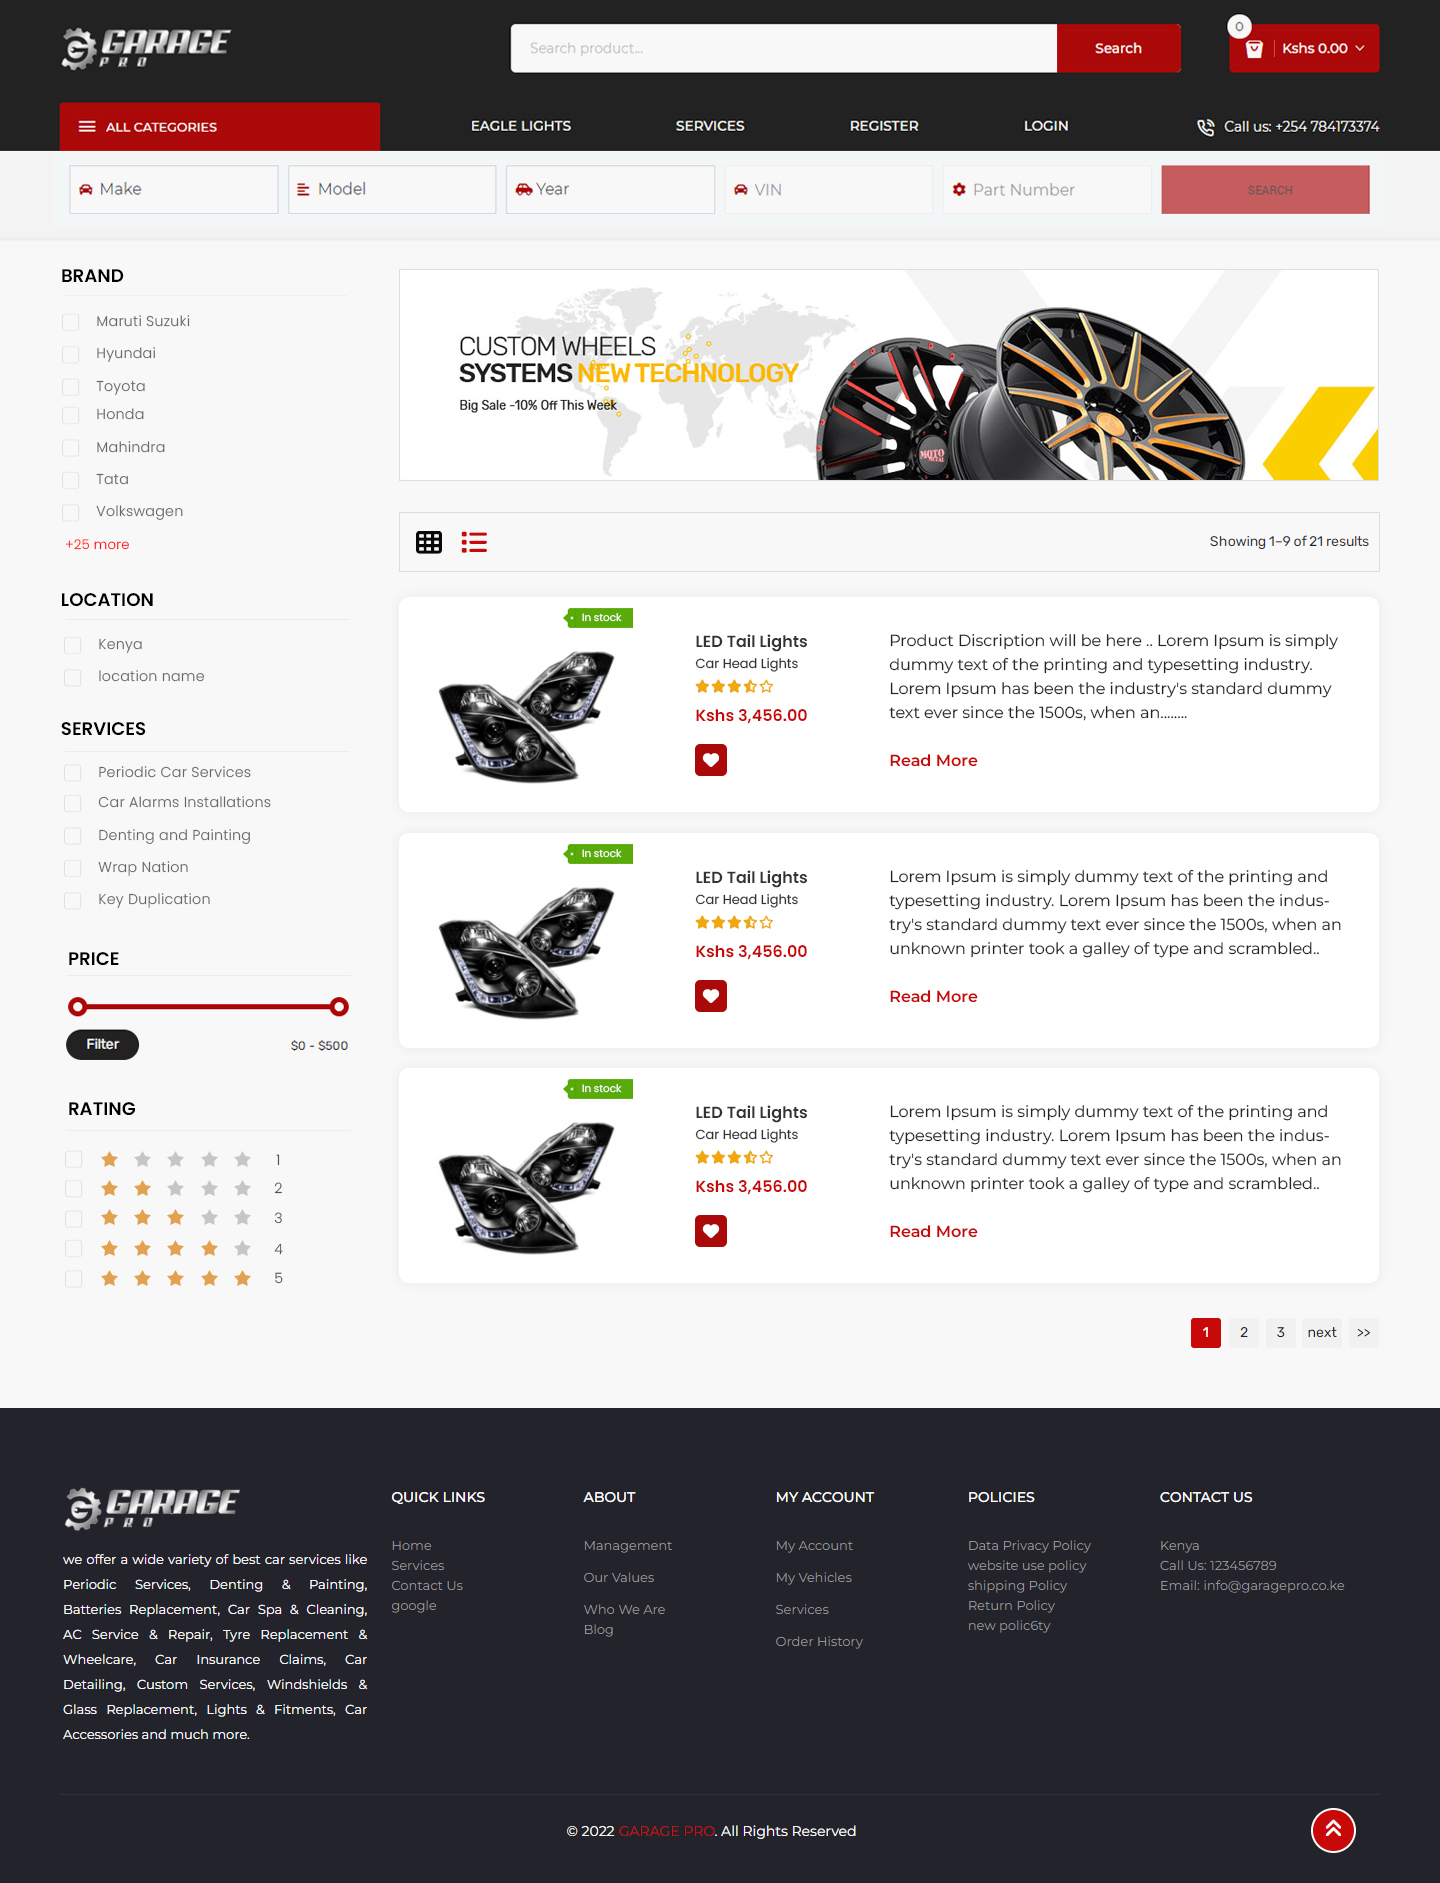 GARAGE
PRO
Search product...
Search
0
Kshs 0.00
ALL CATEGORIES
EAGLE LIGHTS
SERVICES
REGISTER
LOGIN
Call us: +254 784173374
Make
Model
Year
VIN
Part Number
SEARCH
BRAND
Maruti Suzuki
Hyundai
Toyota
Honda
Mahindra
Tata
Volkswagen
+25 more
LOCATION
Kenya
location name
SERVICES
Periodic Car Services
Car Alarms Installations
Denting and Painting
Wrap Nation
Key Duplication
PRICE
Filter
$0 - $500
RATING
1
2
3
4
5
CUSTOM WHEELS
SYSTEMS NEW TECHNOLOGY
Big Sale -10% Off This Week
MOTO
METAL
Showing 1–9 of 21 results
In stock
LED Tail Lights
Car Head Lights
Kshs 3,456.00
Product Discription will be here .. Lorem Ipsum is simply
dummy text of the printing and typesetting industry.
Lorem Ipsum has been the industry's standard dummy
text ever since the 1500s, when an........
Read More
In stock
LED Tail Lights
Car Head Lights
Kshs 3,456.00
Lorem Ipsum is simply dummy text of the printing and
typesetting industry. Lorem Ipsum has been the indus-
try's standard dummy text ever since the 1500s, when an
unknown printer took a galley of type and scrambled..
Read More
In stock
LED Tail Lights
Car Head Lights
Kshs 3,456.00
Lorem Ipsum is simply dummy text of the printing and
typesetting industry. Lorem Ipsum has been the indus-
try's standard dummy text ever since the 1500s, when an
unknown printer took a galley of type and scrambled..
Read More
1 2 3 next >>
GARAGE
PRO
we offer a wide variety of best car services like
Periodic Services, Denting & Painting,
Batteries Replacement, Car Spa & Cleaning,
AC Service & Repair, Tyre Replacement &
Wheelcare, Car Insurance Claims, Car
Detailing, Custom Services, Windshields &
Glass Replacement, Lights & Fitments, Car
Accessories and much more.
QUICK LINKS
Home
Services
Contact Us
google
ABOUT
Management
Our Values
Who We Are
Blog
MY ACCOUNT
My Account
My Vehicles
Services
Order History
POLICIES
Data Privacy Policy
website use policy
shipping Policy
Return Policy
new polic6ty
CONTACT US
Kenya
Call Us: 123456789
Email: info@garagepro.co.ke
© 2022 GARAGE PRO. All Rights Reserved